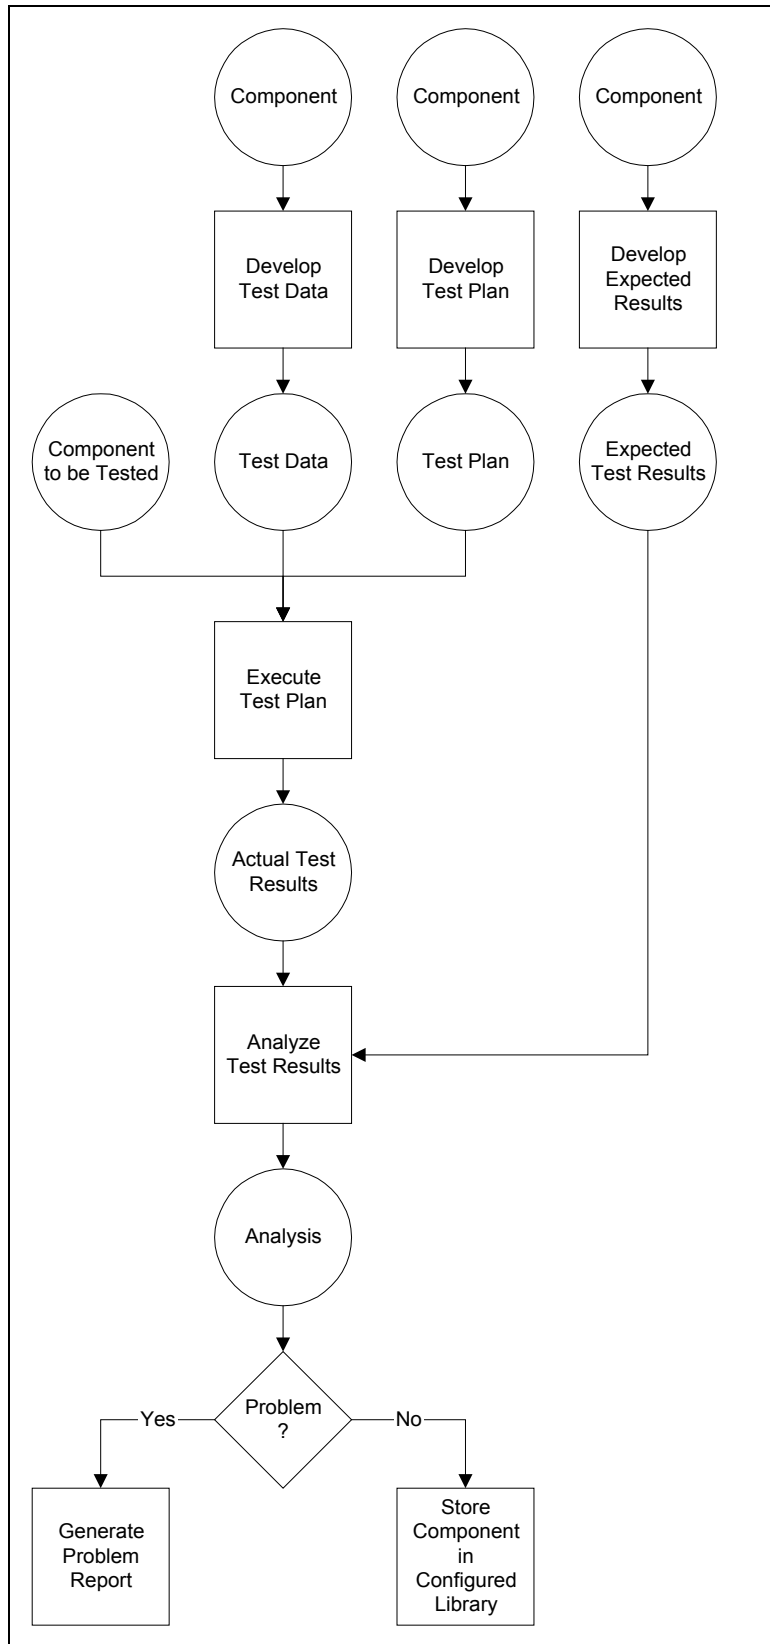 Component
Component
Component
Develop
Test Data
Develop
Test Plan
Develop
Expected
Results
Component
to be Tested
Test Data
Test Plan
Expected
Test Results
Execute
Test Plan
Actual Test
Results
Analyze
Test Results
Analysis
Problem
?
Yes
No
Generate
Problem
Report
Store
Component
in
Configured
Library